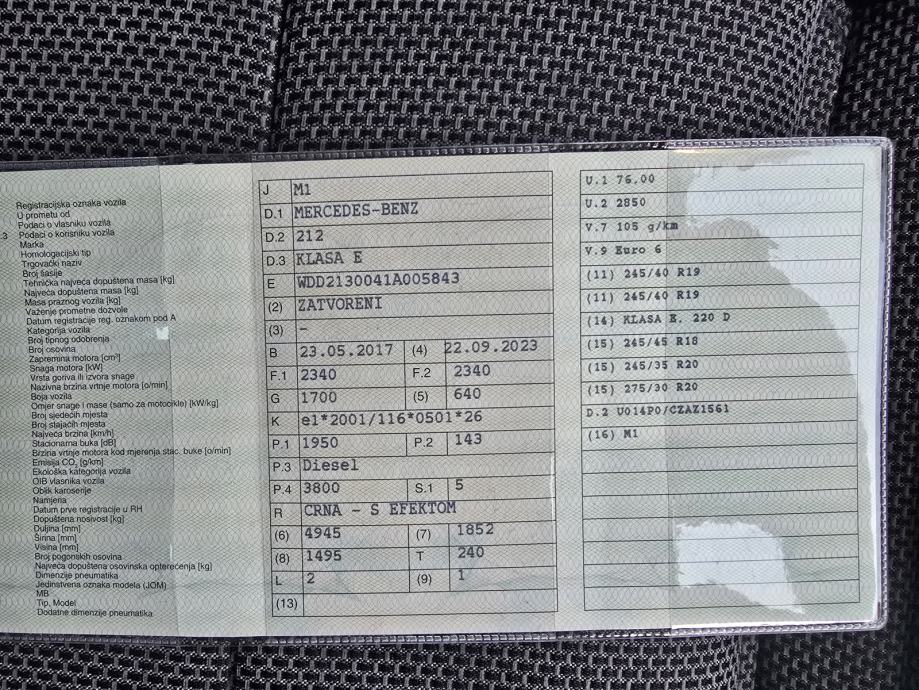 Registracijska oznaka vozila
U prometu od
Podaci o vlasniku vozila
3 Podaci o korisniku vozila
Marka
Homologacijski tip
Trgovački naziv
Broj šasije
Tehnička najveća dopuštena masa [kg]
Najveća dopuštena masa [kg]
Masa praznog vozila [kg]
Važenje prometne dozvole
Datum registracije reg. oznakom pod A
Kategorija vozila
Broj tipnog odobrenja
Broj osovina
Zapremina motora [cm³]
Snaga motora [kW]
Vrsta goriva ili izvora snage
Nazivna brzina vrtnje motora [o/min]
Boja vozila
Omjer snage i mase (samo za motocikle) [kW/kg]
Broj sjedećih mjesta
Broj stajaćih mjesta
Najveća brzina [km/h]
Stacionarna buka [dB]
Brzina vrtnje motora kod mjerenja stac. buke [o/min]
Emisija CO₂ [g/km]
Ekološka kategorija vozila
OIB vlasnika vozila
Oblik karoserije
Namjena
Datum prve registracije u RH
Dopuštena nosivost [kg]
Duljina [mm]
Širina [mm]
Visina [mm]
Broj pogonskih osovina
Najveća dopuštena osovinska opterećenja [kg]
Dimenzije pneumatika
Jedinstvena oznaka modela (JOM)
MB
Tip, Model
Dodatne dimenzije pneumatika
J M1
D.1 MERCEDES-BENZ
D.2 212
D.3 KLASA E
E WDD2130041A005843
(2) ZATVORENI
(3) –
B 23.05.2017 (4) 22.09.2023
F.1 2340 F.2 2340
G 1700 (5) 640
K e1*2001/116*0501*26
P.1 1950 P.2 143
P.3 Diesel
P.4 3800 S.1 5
R CRNA - S EFEKTOM
(6) 4945 (7) 1852
(8) 1495 T 240
L 2 (9) 1
(13)
U.1 76,00
U.2 2850
V.7 105 g/km
V.9 Euro 6
(11) 245/40 R19
(11) 245/40 R19
(14) KLASA E. 220 D
(15) 245/45 R18
(15) 245/35 R20
(15) 275/30 R20
D.2 U014P0/CZAZ1561
(16) M1